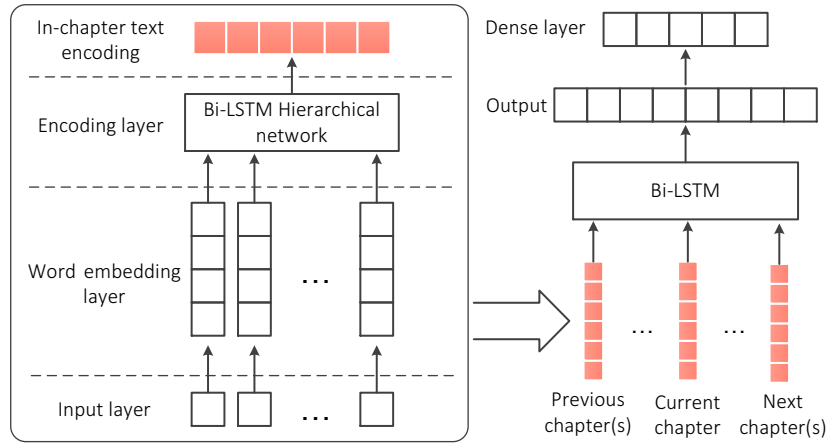 In-chapter text
encoding
Encoding layer
Bi-LSTM Hierarchical
network
Word embedding
layer
...
Input layer
...
Dense layer
Output
Bi-LSTM
...
...
Previous
chapter(s)
Current
chapter
Next
chapter(s)